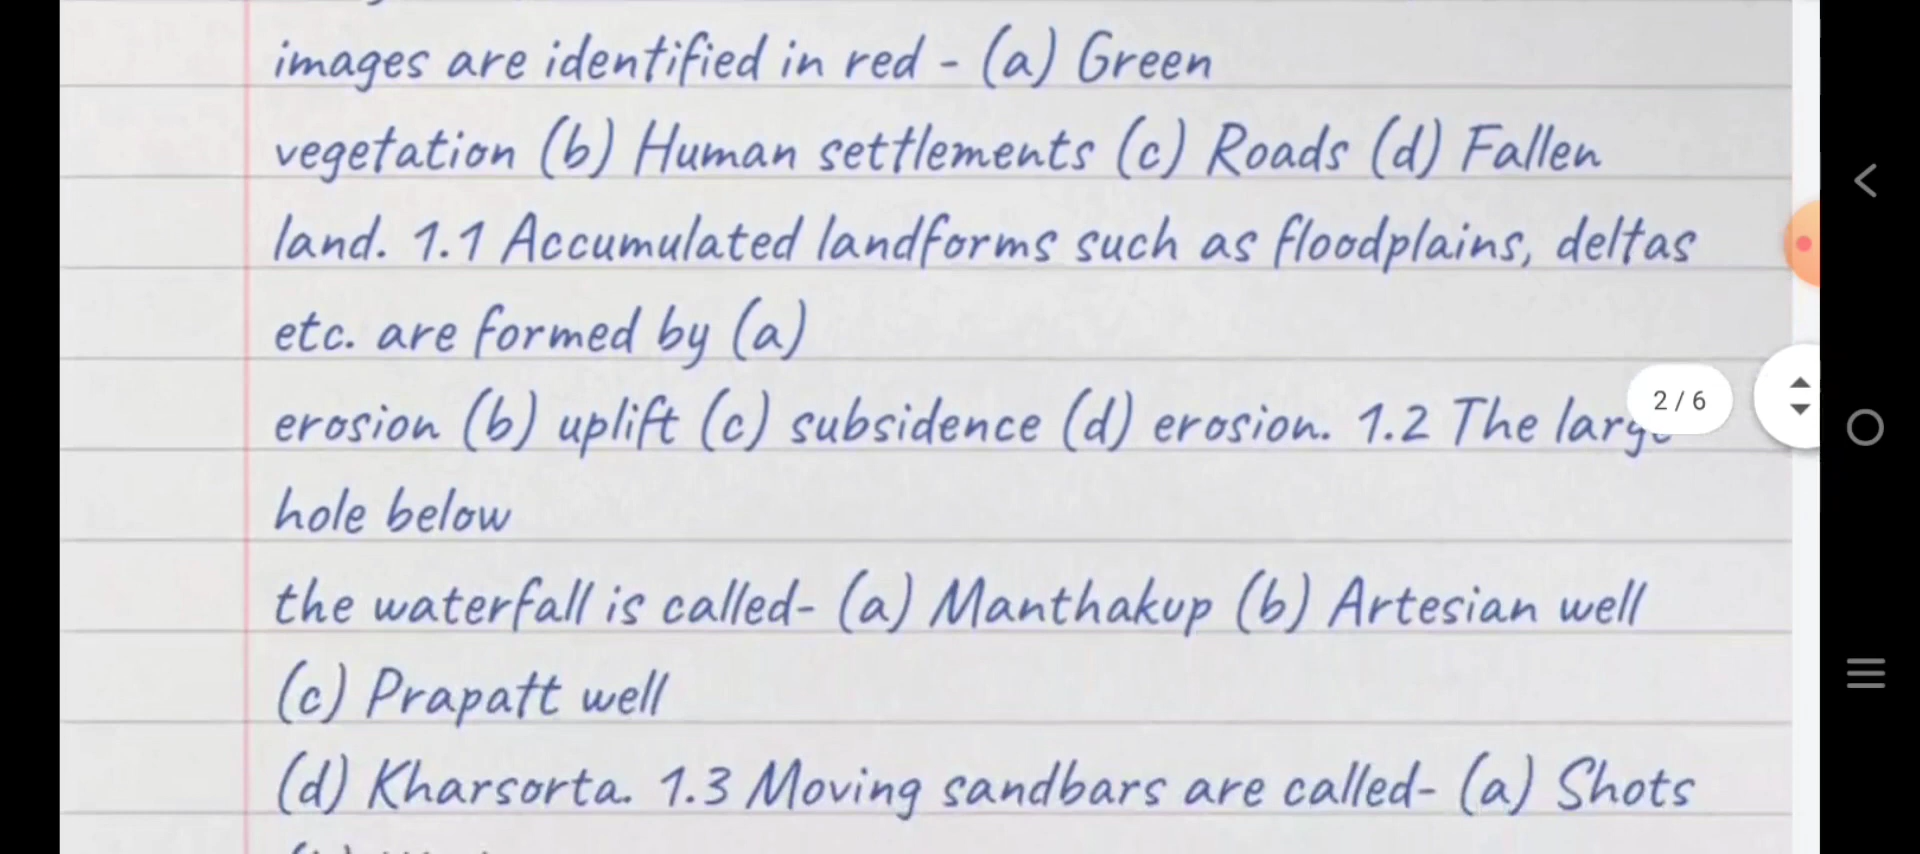 images are identified in red - (a) Green
vegetation (b) Human settlements (c) Roads (d) Fallen
land. 1.1 Accumulated landforms such as floodplains, deltas
etc. are formed by (a)
erosion (b) uplift (c) subsidence (d) erosion. 1.2 The large
2/6
hole below
the waterfall is called- (a) Manthakup (b) Artesian well
(c) Prapatt well
(d) Kharsorta. 1.3 Moving sandbars are called- (a) Shots